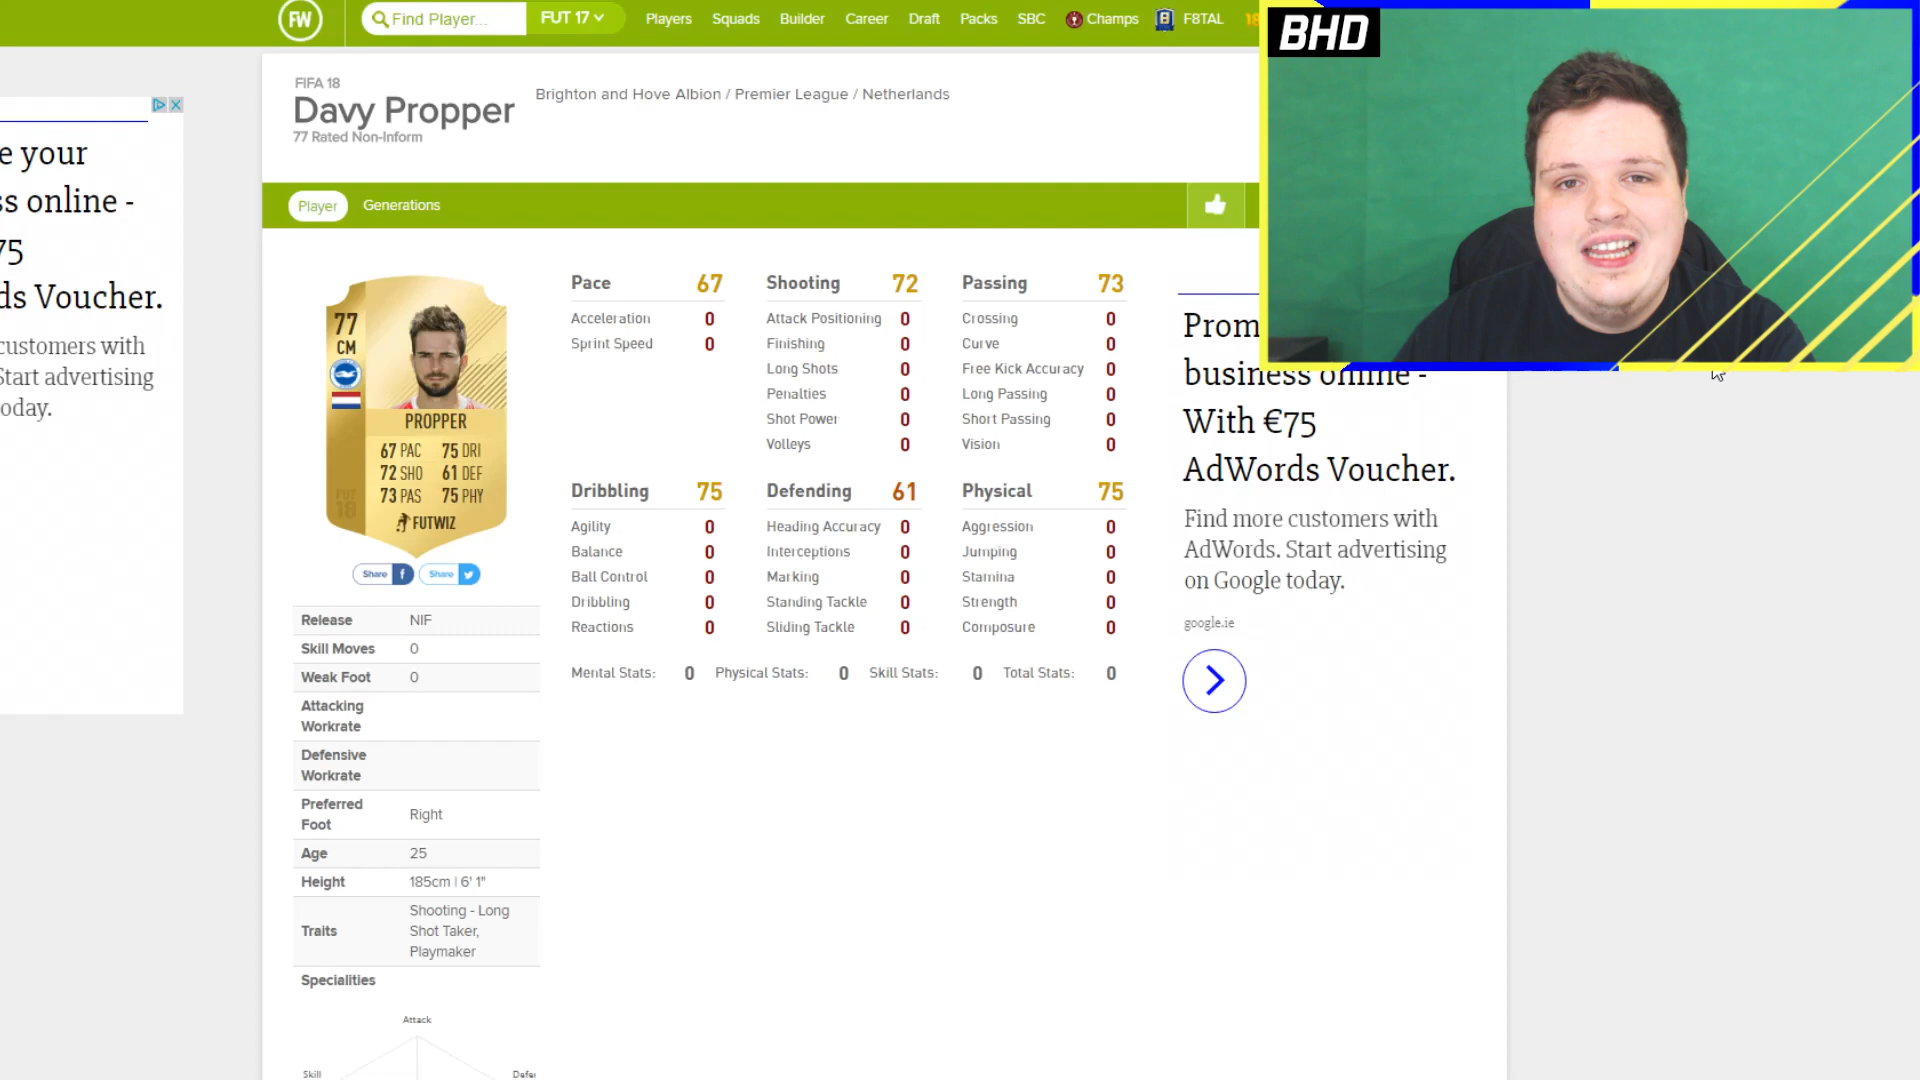 FW
Find Player...
FUT 17
Players
Squads
Builder
Career
Draft
Packs
SBC
Champs
F8TAL
18
BHD
FIFA 18
Davy Propper
77 Rated Non-Inform
Brighton and Hove Albion / Premier League / Netherlands
Player
Generations
e your
ss online -
75
ds Voucher.
customers with
Start advertising
oday.
77
CM
PROPPER
67 PAC 75 DRI
72 SHO 61 DEF
73 PAS 75 PHY
FUT
18
FUTWIZ
Share f
Share
Release NIF
Skill Moves 0
Weak Foot 0
Attacking
Workrate
Defensive
Workrate
Preferred
Foot
Right
Age 25
Height 185cm | 6' 1"
Traits
Shooting - Long
Shot Taker,
Playmaker
Specialities
Attack
Skill
Defe
Pace 67
Acceleration 0
Sprint Speed 0
Shooting 72
Attack Positioning 0
Finishing 0
Long Shots 0
Penalties 0
Shot Power 0
Volleys 0
Passing 73
Crossing 0
Curve 0
Free Kick Accuracy 0
Long Passing 0
Short Passing 0
Vision 0
Dribbling 75
Agility 0
Balance 0
Ball Control 0
Dribbling 0
Reactions 0
Defending 61
Heading Accuracy 0
Interceptions 0
Marking 0
Standing Tackle 0
Sliding Tackle 0
Physical 75
Aggression 0
Jumping 0
Stamina 0
Strength 0
Composure 0
Mental Stats: 0 Physical Stats: 0 Skill Stats: 0 Total Stats: 0
Prom
business online -
With €75
AdWords Voucher.
Find more customers with
AdWords. Start advertising
on Google today.
google.ie